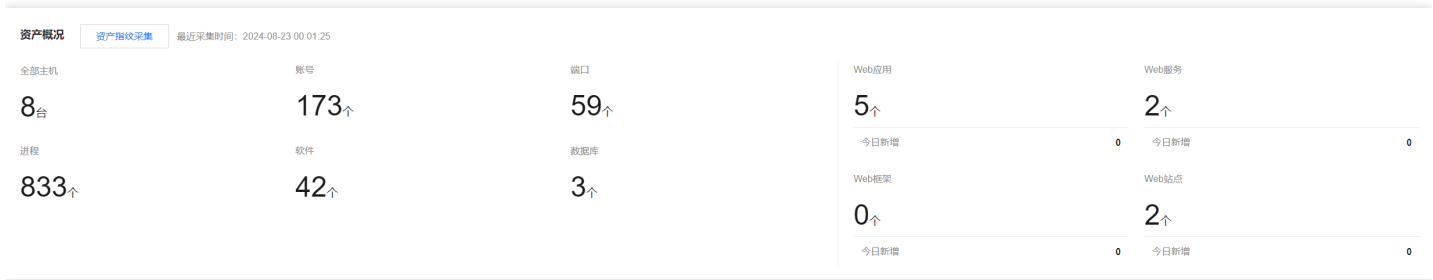 资产概况 资产指纹采集 最近采集时间：2024-08-23 00:01:25
全部主机 账号 端口 Web应用 Web服务
8台 173个 59个 5个 2个
今日新增 0 今日新增 0
进程 软件 数据库 Web框架 Web站点
833个 42个 3个 0个 2个
今日新增 0 今日新增 0